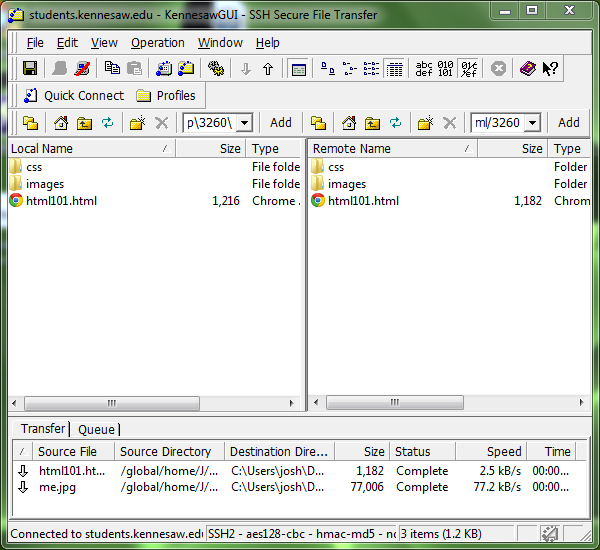 students.kennesaw.edu - KennesawGUI - SSH Secure File Transfer
File Edit View Operation Window Help
abc def 010 101
Quick Connect Profiles
p\3260\ Add ml/3260 Add
Local Name / Size Type Remote Name / Size Type
css File folde css Folder
images File folde images Folder
html101.html 1,216 Chrome . html101.html 1,182 Chrom
Transfer Queue
/ Source File Source Directory Destination Dire... Size Status Speed Time
html101.ht... /global/home/J/... C:\Users\josh\D... 1,182 Complete 2.5 kB/s 00:00...
me.jpg /global/home/J/... C:\Users\josh\D... 77,006 Complete 77.2 kB/s 00:00...
Connected to students.kennesaw.edu SSH2 - aes128-cbc - hmac-md5 - no 3 items (1.2 KB)